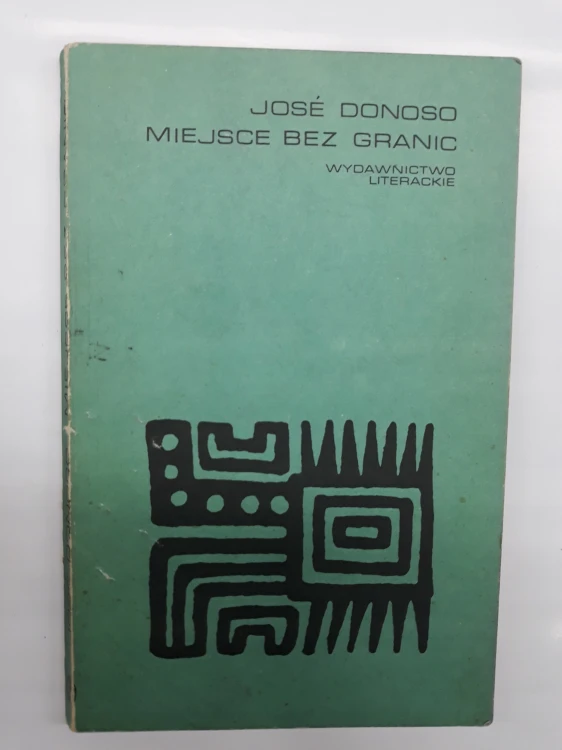 JOSÉ DONOSO
MIEJSCE BEZ GRANIC
WYDAWNICTWO
LITERACKIE